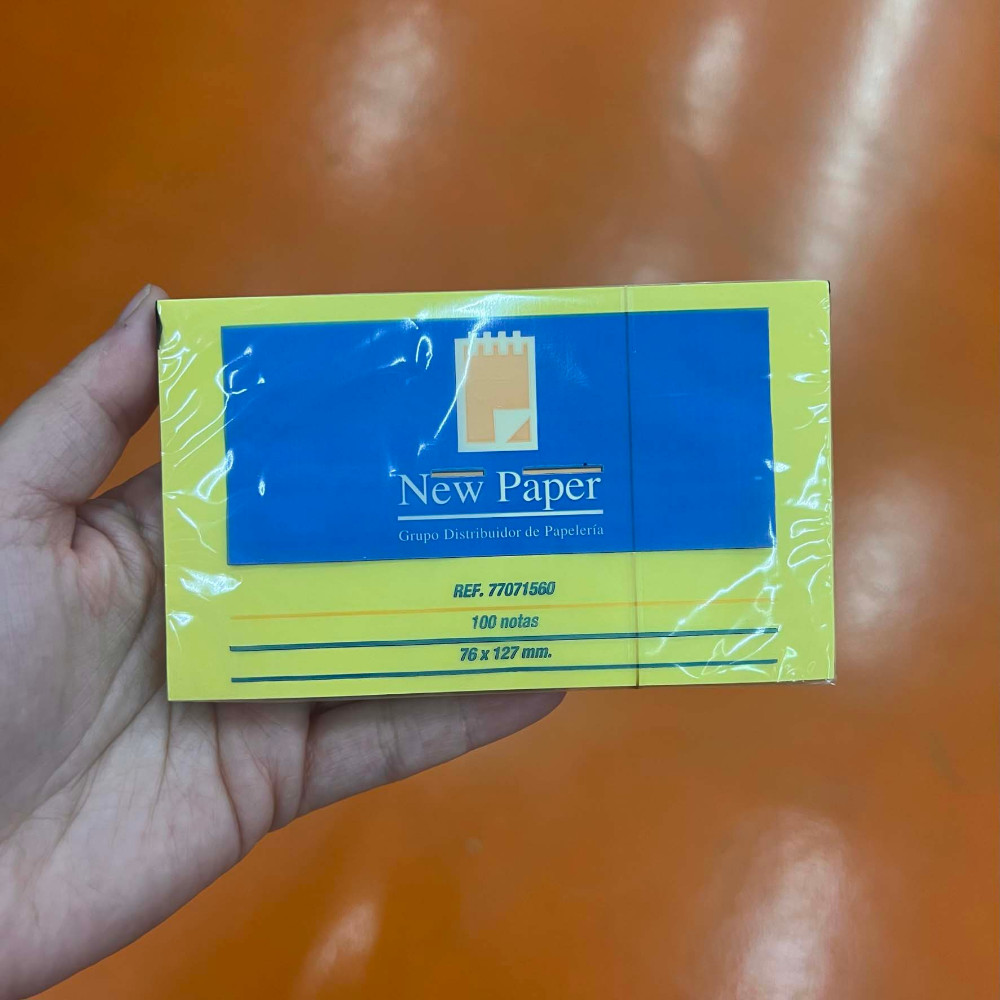 New Paper
Grupo Distribuidor de Papelería
REF. 77071560
100 notas
76 x 127 mm.